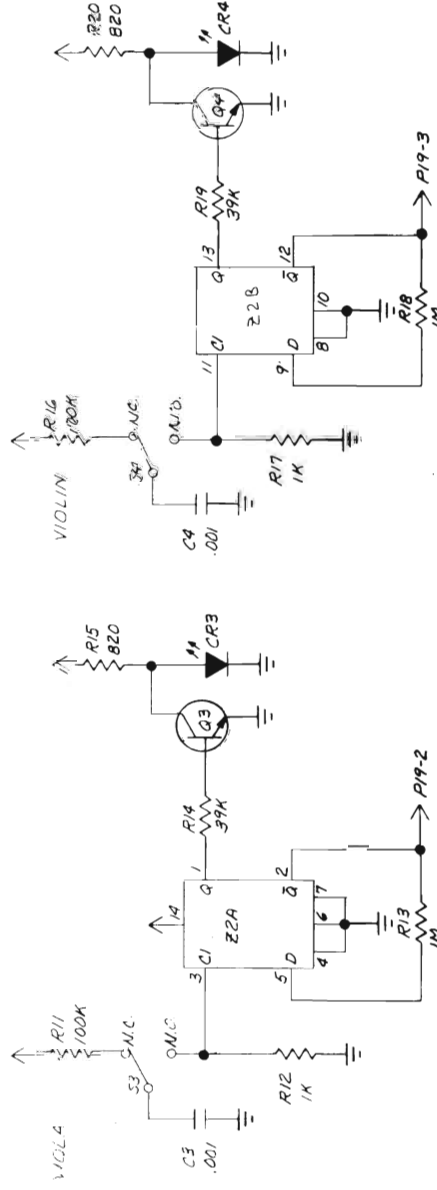 VIOLA
R11
100K
N.C.
S3
N.O.
C3
.001
R12
1K
3
C1
14
Z2A
5
D
4
6
7
Q
1
Q̄
2
R14
39K
Q3
R15
820
CR3
R13
1M
P19-2
VIOLIN
R16
100K
N.C.
S4
N.O.
C4
.001
R17
1K
11
C1
Z2B
9
D
8
10
Q
13
Q̄
12
R19
39K
Q4
R20
820
CR4
R18
1M
P19-3